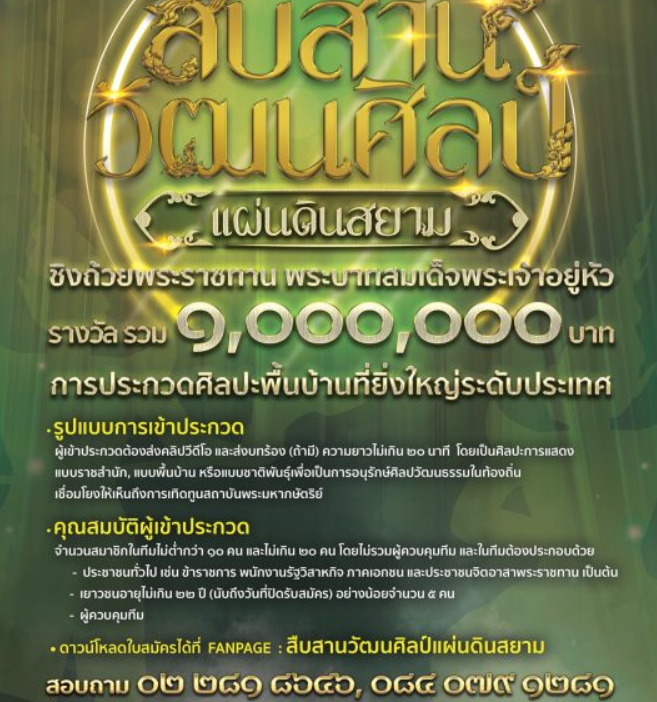 สืบสาน
วัฒนศิลป์
แผ่นดินสยาม
ชิงถ้วยพระราชทาน พระบาทสมเด็จพระเจ้าอยู่หัว
รางวัล รวม ๑,๐๐๐,๐๐๐ บาท
การประกวดศิลปะพื้นบ้านที่ยิ่งใหญ่ระดับประเทศ
• รูปแบบการเข้าประกวด
ผู้เข้าประกวดต้องส่งคลิปวีดีโอ และส่งบทร้อง (ถ้ามี) ความยาวไม่เกิน ๒๐ นาที โดยเป็นศิลปะการแสดง
แบบราชสำนัก, แบบพื้นบ้าน หรือแบบชาติพันธุ์เพื่อเป็นการอนุรักษ์ศิลปวัฒนธรรมในท้องถิ่น
เชื่อมโยงให้เห็นถึงการเทิดทูนสถาบันพระมหากษัตริย์
• คุณสมบัติผู้เข้าประกวด
จำนวนสมาชิกในทีมไม่ต่ำกว่า ๑๐ คน และไม่เกิน ๒๐ คน โดยไม่รวมผู้ควบคุมทีม และในทีมต้องประกอบด้วย
- ประชาชนทั่วไป เช่น ข้าราชการ พนักงานรัฐวิสาหกิจ ภาคเอกชน และประชาชนจิตอาสาพระราชทาน เป็นต้น
- เยาวชนอายุไม่เกิน ๒๒ ปี (นับถึงวันที่ปิดรับสมัคร) อย่างน้อยจำนวน ๕ คน
- ผู้ควบคุมทีม
• ดาวน์โหลดใบสมัครได้ที่ FANPAGE : สืบสานวัฒนศิลป์แผ่นดินสยาม
สอบถาม ๐๒ ๒๘๑ ๘๖๔๖, ๐๘๔ ๐๗๙ ๑๒๘๑